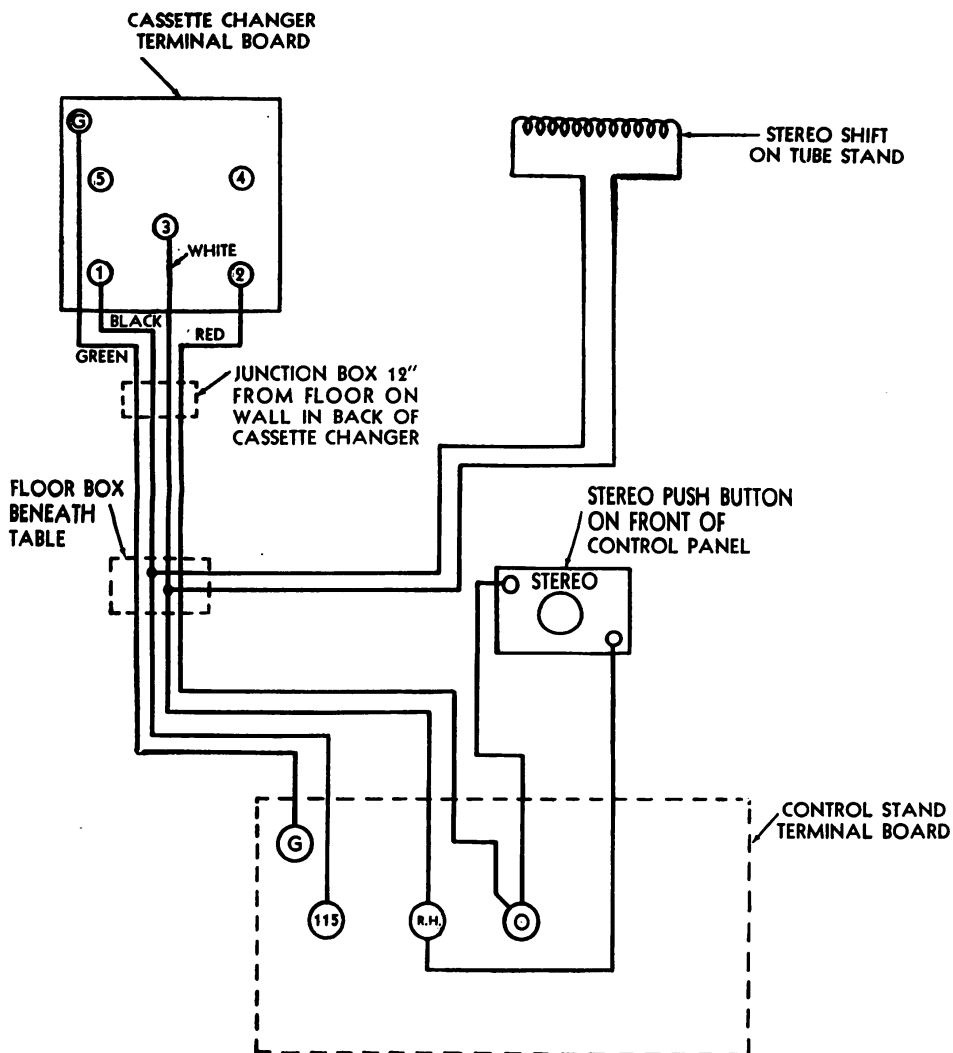 CASSETTE CHANGER
TERMINAL BOARD
G
5
4
3
WHITE
1
2
BLACK
RED
GREEN
STEREO SHIFT
ON TUBE STAND
JUNCTION BOX 12"
FROM FLOOR ON
WALL IN BACK OF
CASSETTE CHANGER
FLOOR BOX
BENEATH
TABLE
STEREO PUSH BUTTON
ON FRONT OF
CONTROL PANEL
STEREO
CONTROL STAND
TERMINAL BOARD
G
115
R.H.
O